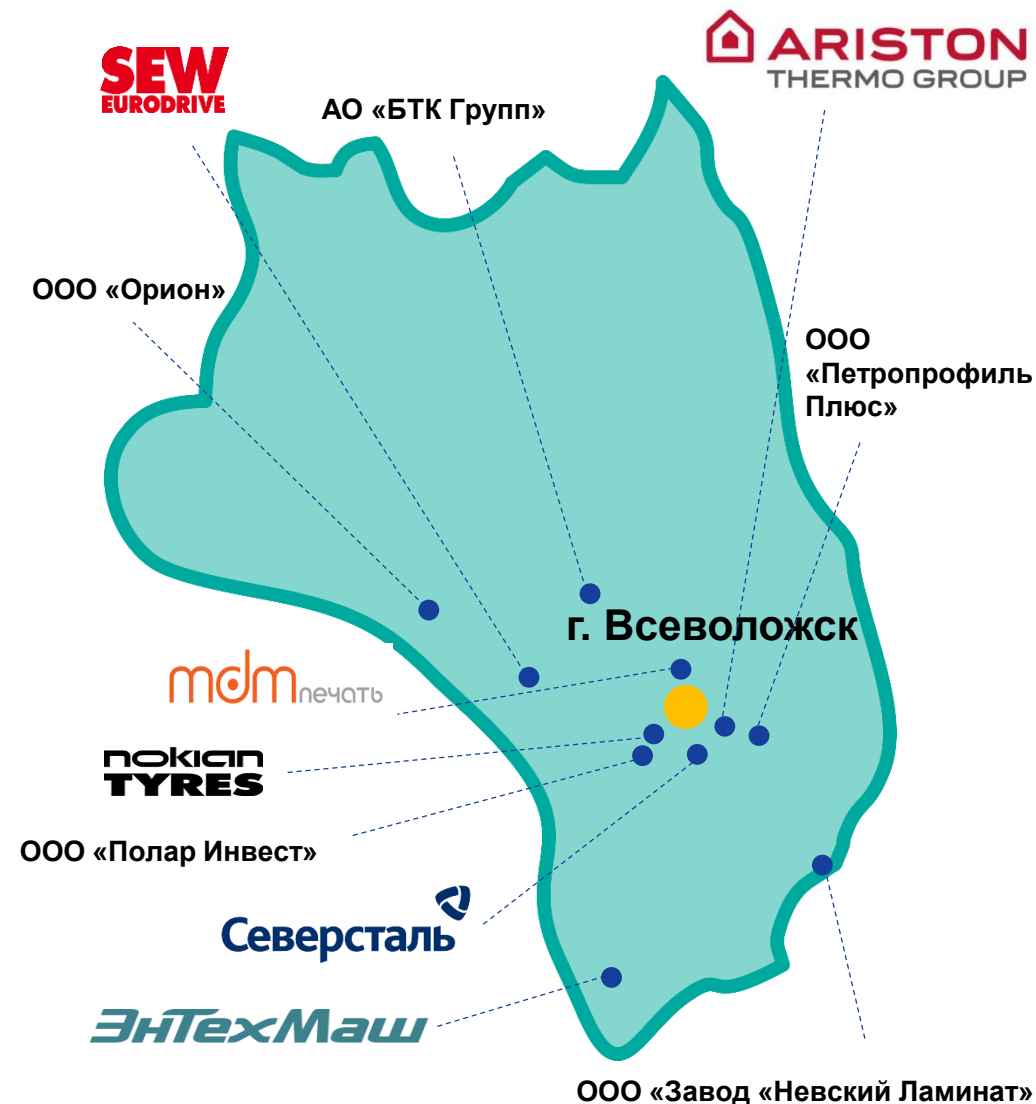 SEW
EURODRIVE
ARISTON
THERMO GROUP
АО «БТК Групп»
ООО «Орион»
ООО
«Петропрофиль
Плюс»
г. Всеволожск
mdm печать
nokian
TYRES
ООО «Полар Инвест»
Северсталь
ЭнТехМаш
ООО «Завод «Невский Ламинат»